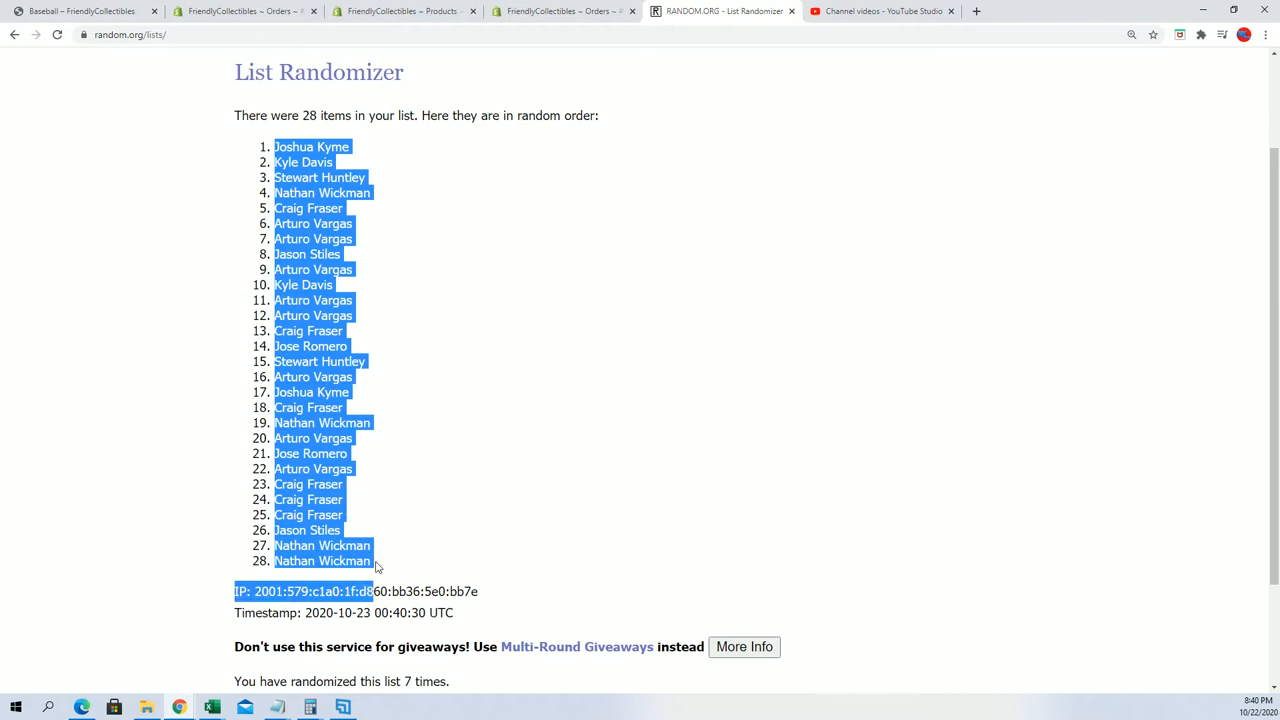 Baseball – FriendlyCollectibles
FriendlyCollectibles ~ Orders ~ #
FriendlyCollectibles ~ Products ~
FriendlyCollectibles ~ Orders ~ #
RANDOM.ORG - List Randomizer
Channel videos - YouTube Studio
random.org/lists/
List Randomizer
There were 28 items in your list. Here they are in random order:
1. Joshua Kyme
2. Kyle Davis
3. Stewart Huntley
4. Nathan Wickman
5. Craig Fraser
6. Arturo Vargas
7. Arturo Vargas
8. Jason Stiles
9. Arturo Vargas
10. Kyle Davis
11. Arturo Vargas
12. Arturo Vargas
13. Craig Fraser
14. Jose Romero
15. Stewart Huntley
16. Arturo Vargas
17. Joshua Kyme
18. Craig Fraser
19. Nathan Wickman
20. Arturo Vargas
21. Jose Romero
22. Arturo Vargas
23. Craig Fraser
24. Craig Fraser
25. Craig Fraser
26. Jason Stiles
27. Nathan Wickman
28. Nathan Wickman
IP: 2001:579:c1a0:1f:d860:bb36:5e0:bb7e
Timestamp: 2020-10-23 00:40:30 UTC
Don't use this service for giveaways! Use Multi-Round Giveaways instead More Info
You have randomized this list 7 times.
8:40 PM
10/22/2020